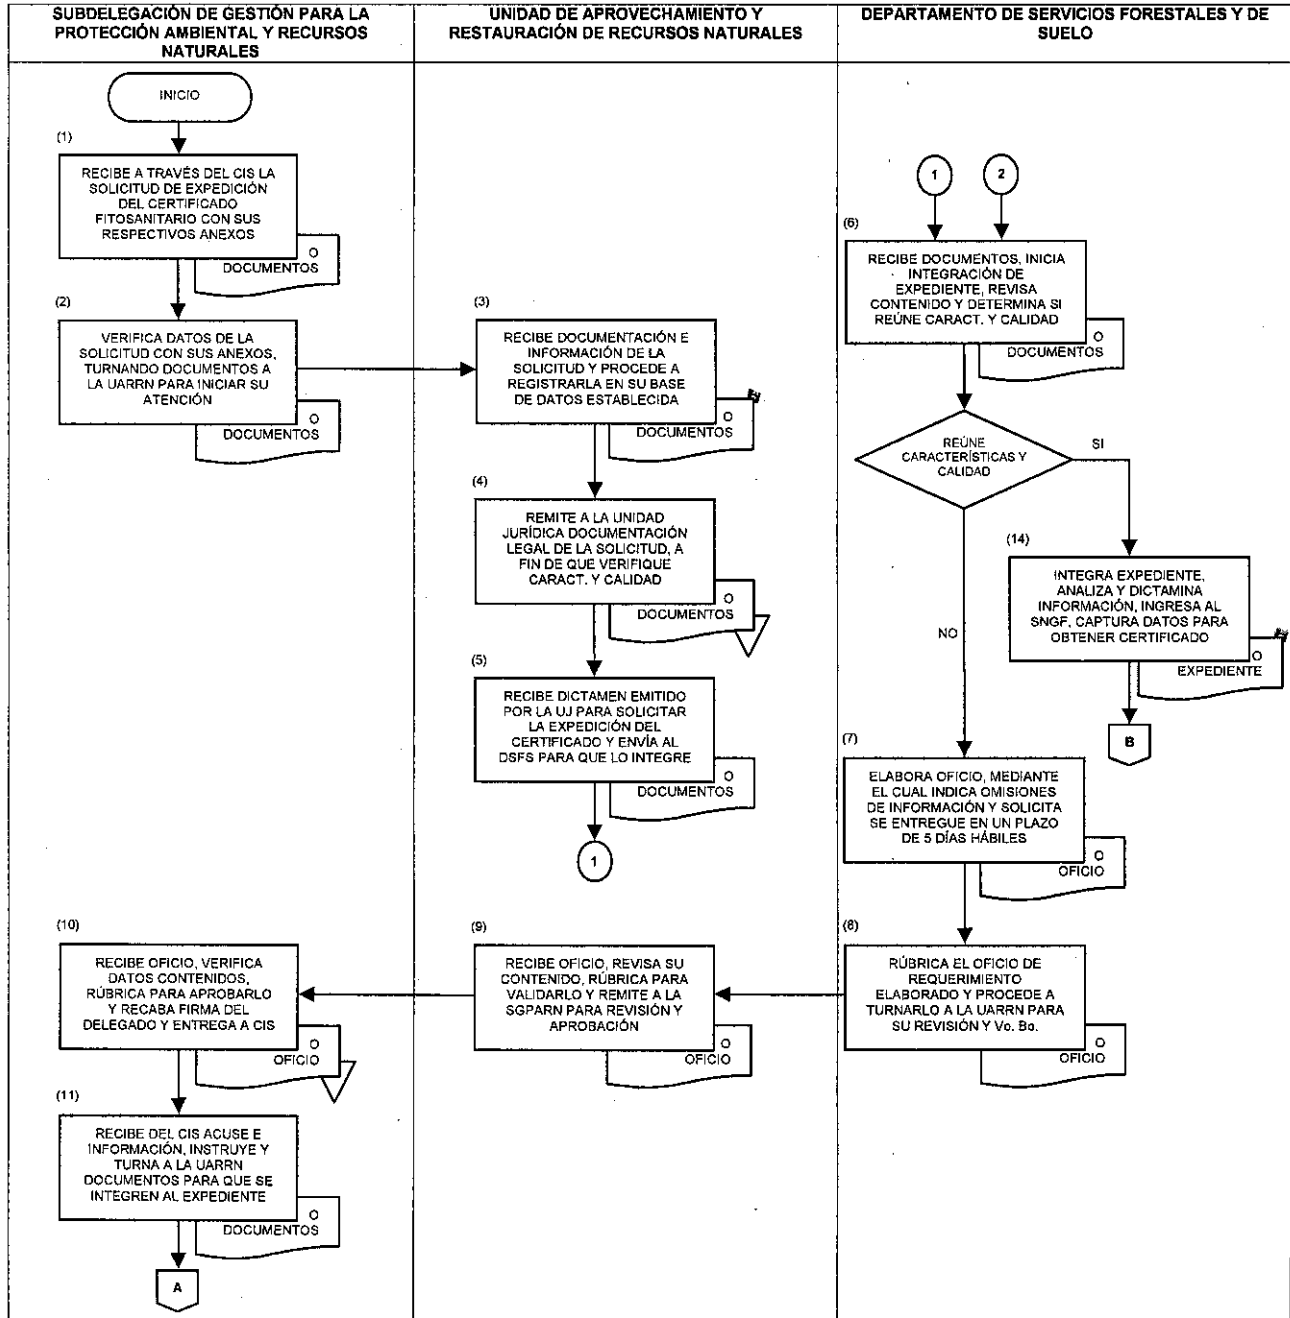 SUBDELEGACIÓN DE GESTIÓN PARA LA
PROTECCIÓN AMBIENTAL Y RECURSOS
NATURALES
UNIDAD DE APROVECHAMIENTO Y
RESTAURACIÓN DE RECURSOS NATURALES
DEPARTAMENTO DE SERVICIOS FORESTALES Y DE
SUELO
INICIO
(1)
RECIBE A TRAVÉS DEL CIS LA
SOLICITUD DE EXPEDICIÓN
DEL CERTIFICADO
FITOSANITARIO CON SUS
RESPECTIVOS ANEXOS
O
DOCUMENTOS
(2)
VERIFICA DATOS DE LA
SOLICITUD CON SUS ANEXOS,
TURNANDO DOCUMENTOS A
LA UARRN PARA INICIAR SU
ATENCIÓN
O
DOCUMENTOS
(3)
RECIBE DOCUMENTACIÓN E
INFORMACIÓN DE LA
SOLICITUD Y PROCEDE A
REGISTRARLA EN SU BASE
DE DATOS ESTABLECIDA
O
DOCUMENTOS
(4)
REMITE A LA UNIDAD
JURÍDICA DOCUMENTACIÓN
LEGAL DE LA SOLICITUD, A
FIN DE QUE VERIFIQUE
CARACT. Y CALIDAD
O
DOCUMENTOS
(5)
RECIBE DICTAMEN EMITIDO
POR LA UJ PARA SOLICITAR
LA EXPEDICIÓN DEL
CERTIFICADO Y ENVÍA AL
DSFS PARA QUE LO INTEGRE
O
DOCUMENTOS
1
1
2
(6)
RECIBE DOCUMENTOS, INICIA
INTEGRACIÓN DE
EXPEDIENTE, REVISA
CONTENIDO Y DETERMINA SI
REÚNE CARACT. Y CALIDAD
O
DOCUMENTOS
REÚNE
CARACTERÍSTICAS Y
CALIDAD
SI
NO
(14)
INTEGRA EXPEDIENTE,
ANALIZA Y DICTAMINA
INFORMACIÓN, INGRESA AL
SNGF, CAPTURA DATOS PARA
OBTENER CERTIFICADO
O
EXPEDIENTE
B
(7)
ELABORA OFICIO, MEDIANTE
EL CUAL INDICA OMISIONES
DE INFORMACIÓN Y SOLICITA
SE ENTREGUE EN UN PLAZO
DE 5 DÍAS HÁBILES
O
OFICIO
(8)
RÚBRICA EL OFICIO DE
REQUERIMIENTO
ELABORADO Y PROCEDE A
TURNARLO A LA UARRN PARA
SU REVISIÓN Y Vo. Bo.
O
OFICIO
(9)
RECIBE OFICIO, REVISA SU
CONTENIDO, RÚBRICA PARA
VALIDARLO Y REMITE A LA
SGPARN PARA REVISIÓN Y
APROBACIÓN
O
OFICIO
(10)
RECIBE OFICIO, VERIFICA
DATOS CONTENIDOS,
RÚBRICA PARA APROBARLO
Y RECABA FIRMA DEL
DELEGADO Y ENTREGA A CIS
O
OFICIO
(11)
RECIBE DEL CIS ACUSE E
INFORMACIÓN, INSTRUYE Y
TURNA A LA UARRN
DOCUMENTOS PARA QUE SE
INTEGREN AL EXPEDIENTE
O
DOCUMENTOS
A